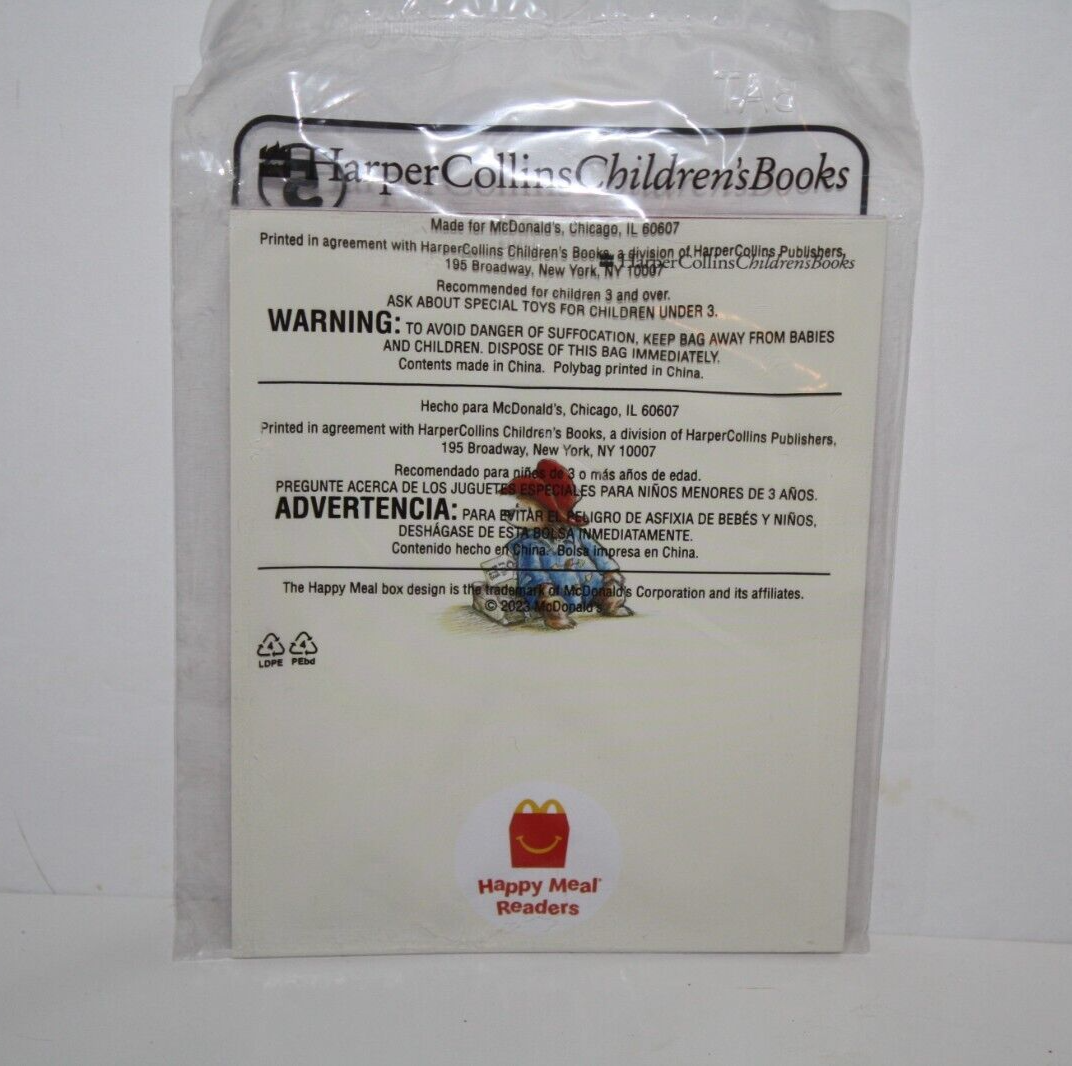 HarperCollinsChildren'sBooks
Made for McDonald's, Chicago, IL 60607
Printed in agreement with HarperCollins Children's Books, a division of HarperCollins Publishers,
195 Broadway, New York, NY 10007
HarperCollinsChildren'sBooks
Recommended for children 3 and over.
ASK ABOUT SPECIAL TOYS FOR CHILDREN UNDER 3.
WARNING: TO AVOID DANGER OF SUFFOCATION, KEEP BAG AWAY FROM BABIES
AND CHILDREN. DISPOSE OF THIS BAG IMMEDIATELY.
Contents made in China. Polybag printed in China.
Hecho para McDonald's, Chicago, IL 60607
Printed in agreement with HarperCollins Children's Books, a division of HarperCollins Publishers,
195 Broadway, New York, NY 10007
Recomendado para niños de 3 o más años de edad.
PREGUNTE ACERCA DE LOS JUGUETES ESPECIALES PARA NIÑOS MENORES DE 3 AÑOS.
ADVERTENCIA: PARA EVITAR EL PELIGRO DE ASFIXIA DE BEBÉS Y NIÑOS,
DESHÁGASE DE ESTA BOLSA INMEDIATAMENTE.
Contenido hecho en China. Bolsa impresa en China.
The Happy Meal box design is the trademark of McDonald's Corporation and its affiliates.
© 2023 McDonald's
4 4
LDPE PEbd
Happy Meal
Readers